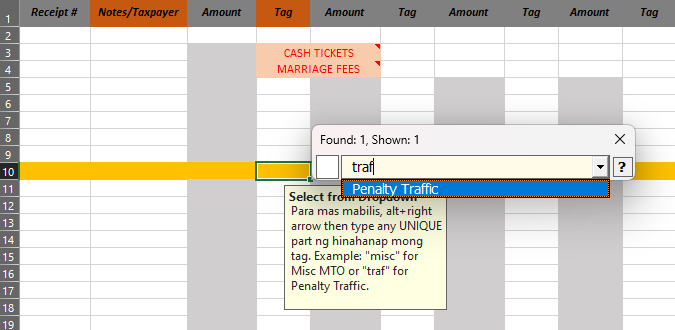 1 Receipt # Notes/Taxpayer Amount Tag Amount Tag Amount Tag Amount Tag
2
3 CASH TICKETS
4 MARRIAGE FEES
5
6
7
8
9 Found: 1, Shown: 1
10 traf ?
Penalty Traffic
11 Select from Dropdown
12 Para mas mabilis, alt+right
13 arrow then type any UNIQUE
14 part ng hinahanap mong
15 tag. Example: "misc" for
16 Misc MTO or "traf" for
17 Penalty Traffic.
18
19